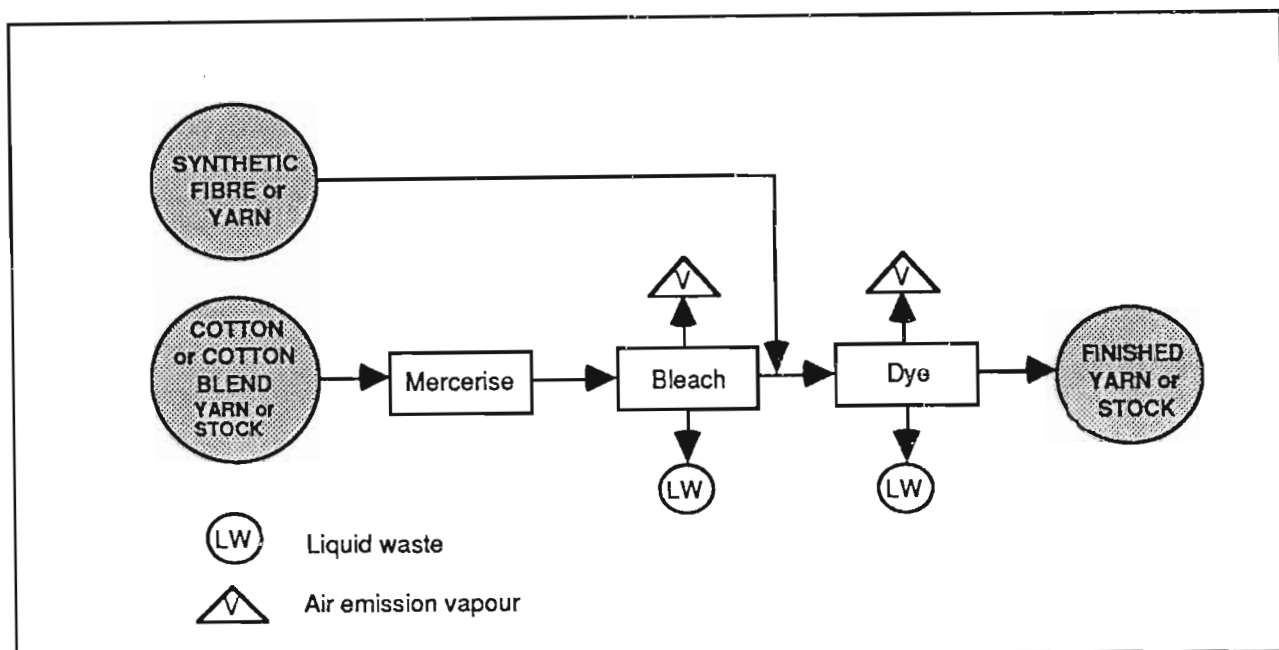 SYNTHETIC
FIBRE or
YARN
V
V
COTTON
or COTTON
BLEND
YARN or
STOCK
Mercerise
Bleach
Dye
FINISHED
YARN or
STOCK
LW
LW
LW
Liquid waste
V
Air emission vapour